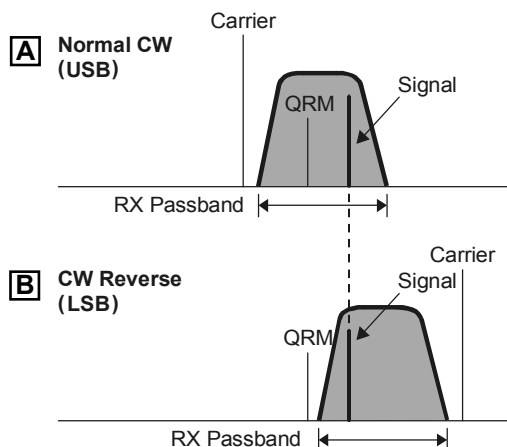 Carrier
A Normal CW
(USB)
QRM
Signal
RX Passband
Carrier
B CW Reverse
(LSB)
Signal
QRM
RX Passband